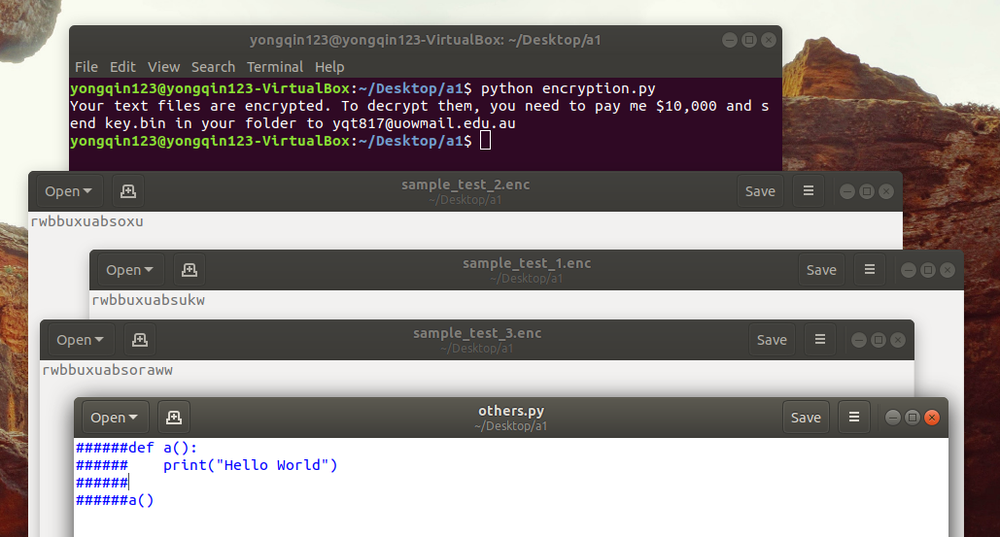 yongqin123@yongqin123-VirtualBox: ~/Desktop/a1
File Edit View Search Terminal Help
yongqin123@yongqin123-VirtualBox:~/Desktop/a1$ python encryption.py
Your text files are encrypted. To decrypt them, you need to pay me $10,000 and s
end key.bin in your folder to yqt817@uowmail.edu.au
yongqin123@yongqin123-VirtualBox:~/Desktop/a1$
Open sample_test_2.enc Save
~/Desktop/a1
rwbbuxuabsoxu
Open sample_test_1.enc Save
~/Desktop/a1
rwbbuxuabsukw
Open sample_test_3.enc Save
~/Desktop/a1
rwbbuxuabsoraww
Open others.py Save
~/Desktop/a1
######def a():
######    print("Hello World")
######
######a()